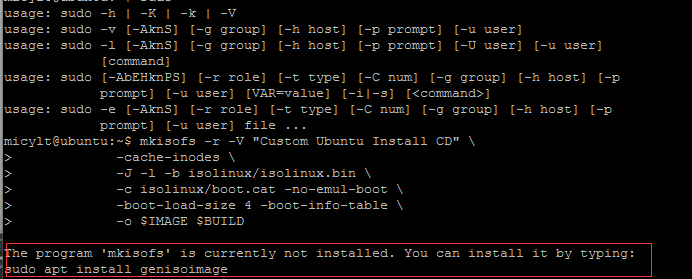 usage: sudo -h | -K | -k | -V
usage: sudo -v [-AknS] [-g group] [-h host] [-p prompt] [-u user]
usage: sudo -l [-AknS] [-g group] [-h host] [-p prompt] [-U user] [-u user]
[command]
usage: sudo [-AbEHknPS] [-r role] [-t type] [-C num] [-g group] [-h host] [-p
prompt] [-u user] [VAR=value] [-i|-s] [<command>]
usage: sudo -e [-AknS] [-r role] [-t type] [-C num] [-g group] [-h host] [-p
prompt] [-u user] file ...
micylt@ubuntu:~$ mkisofs -r -V "Custom Ubuntu Install CD" \
> -cache-inodes \
> -J -l -b isolinux/isolinux.bin \
> -c isolinux/boot.cat -no-emul-boot \
> -boot-load-size 4 -boot-info-table \
> -o $IMAGE $BUILD
The program 'mkisofs' is currently not installed. You can install it by typing:
sudo apt install genisoimage